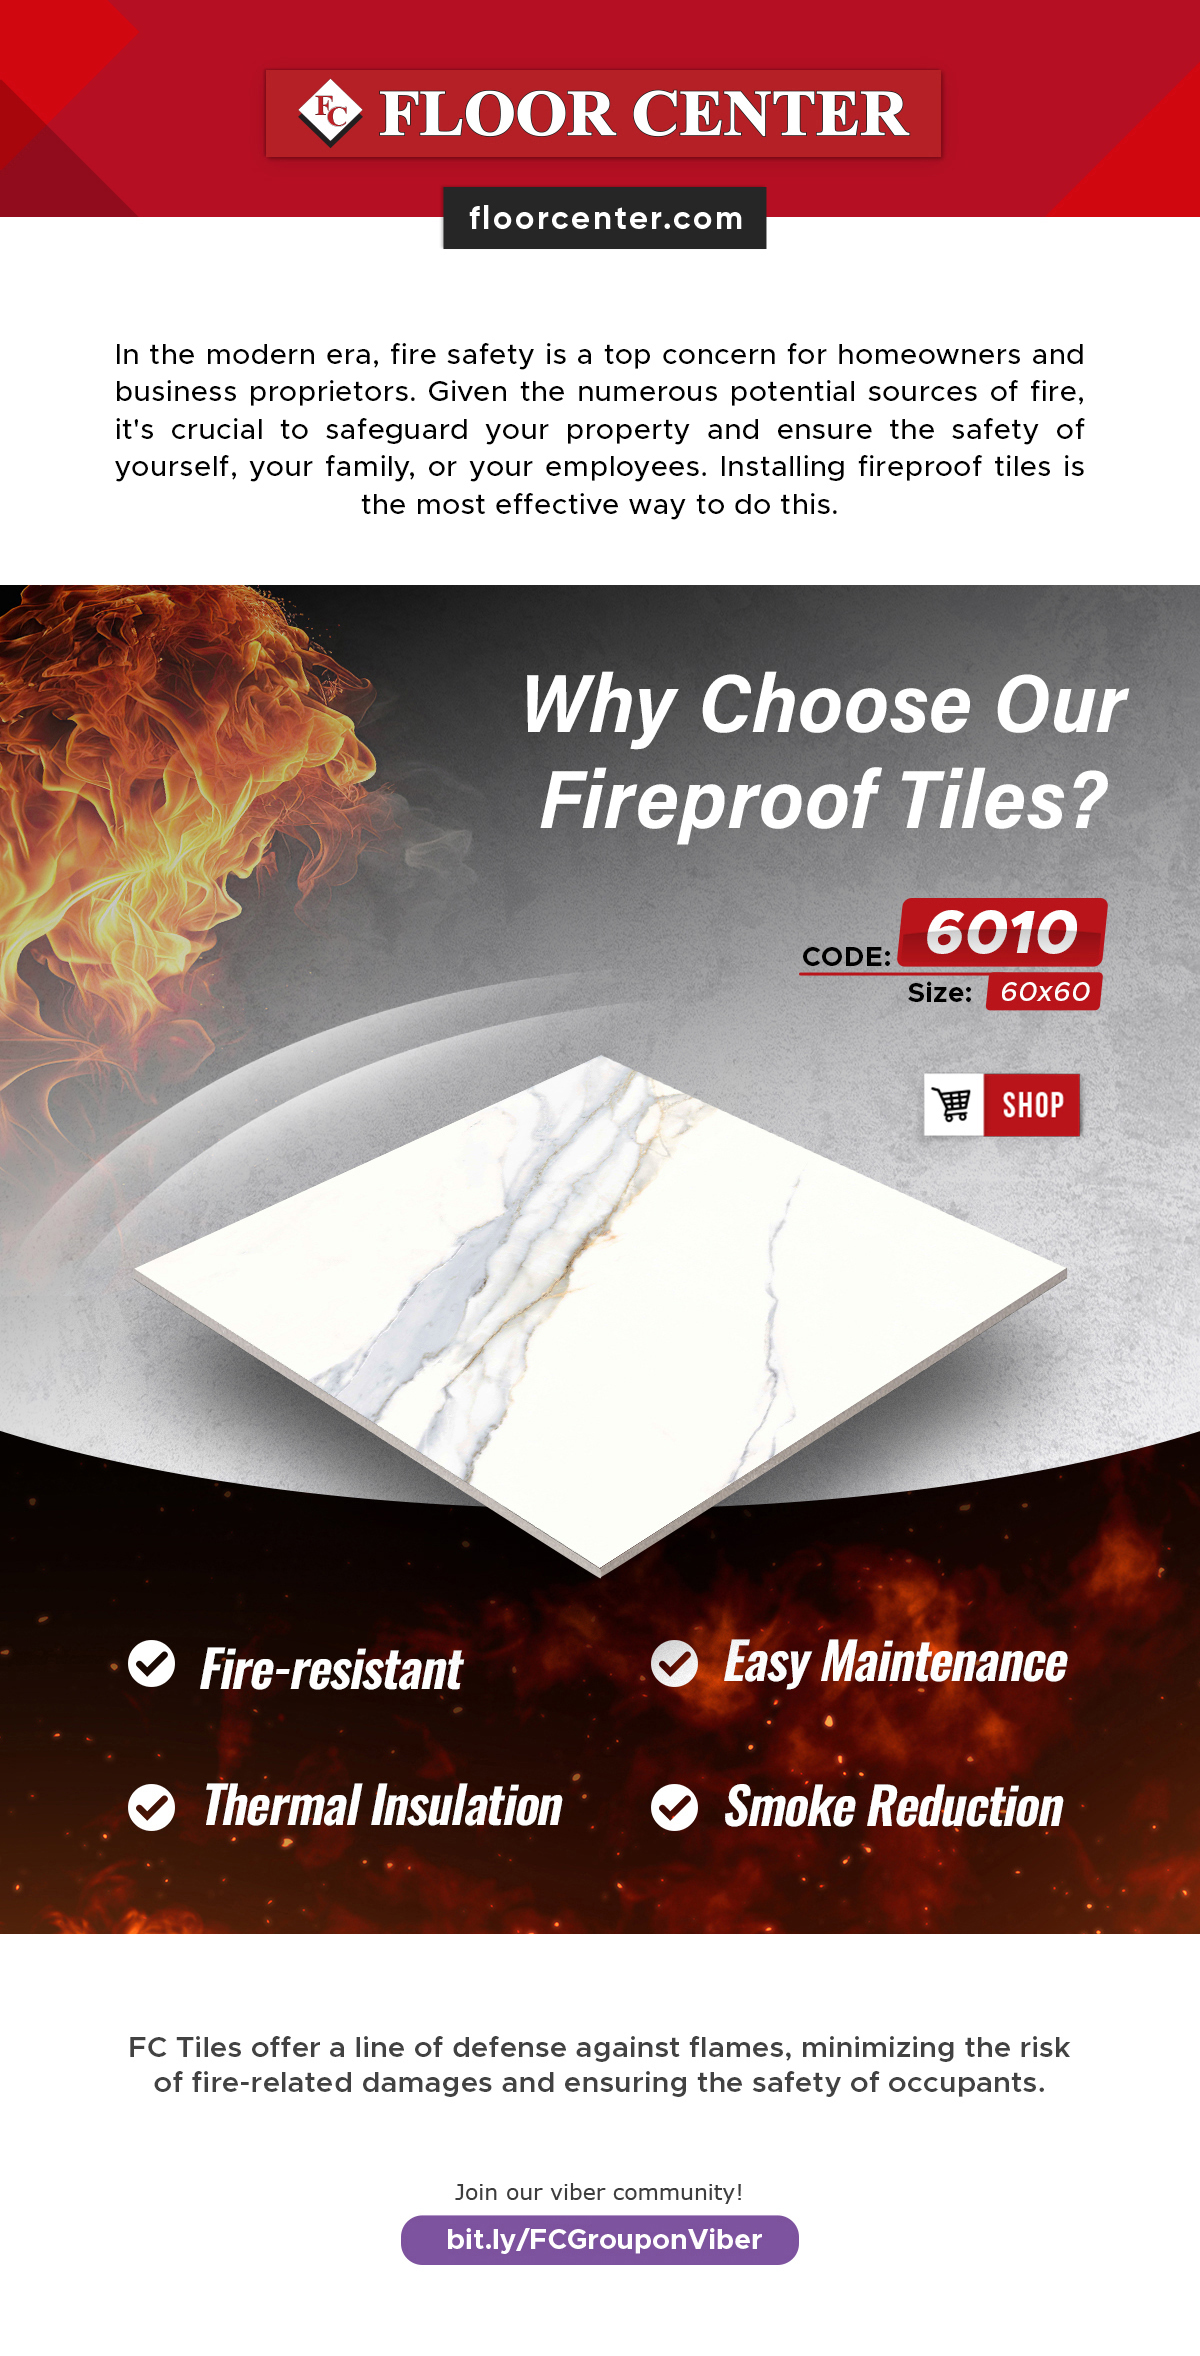 FC FLOOR CENTER
floorcenter.com
In the modern era, fire safety is a top concern for homeowners and
business proprietors. Given the numerous potential sources of fire,
it's crucial to safeguard your property and ensure the safety of
yourself, your family, or your employees. Installing fireproof tiles is
the most effective way to do this.
Why Choose Our
Fireproof Tiles?
CODE: 6010
Size: 60x60
SHOP
Fire-resistant
Easy Maintenance
Thermal Insulation
Smoke Reduction
FC Tiles offer a line of defense against flames, minimizing the risk
of fire-related damages and ensuring the safety of occupants.
Join our viber community!
bit.ly/FCGrouponViber